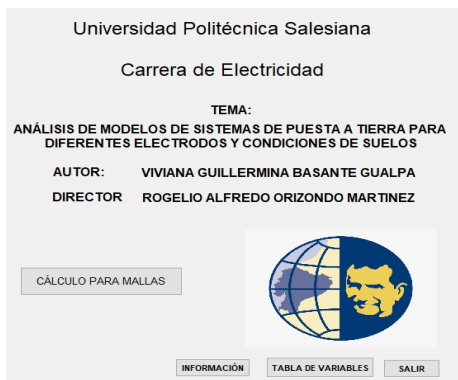 Universidad Politécnica Salesiana
Carrera de Electricidad
TEMA:
ANÁLISIS DE MODELOS DE SISTEMAS DE PUESTA A TIERRA PARA
DIFERENTES ELECTRODOS Y CONDICIONES DE SUELOS
AUTOR: VIVIANA GUILLERMINA BASANTE GUALPA
DIRECTOR ROGELIO ALFREDO ORIZONDO MARTINEZ
CÁLCULO PARA MALLAS
INFORMACIÓN TABLA DE VARIABLES SALIR